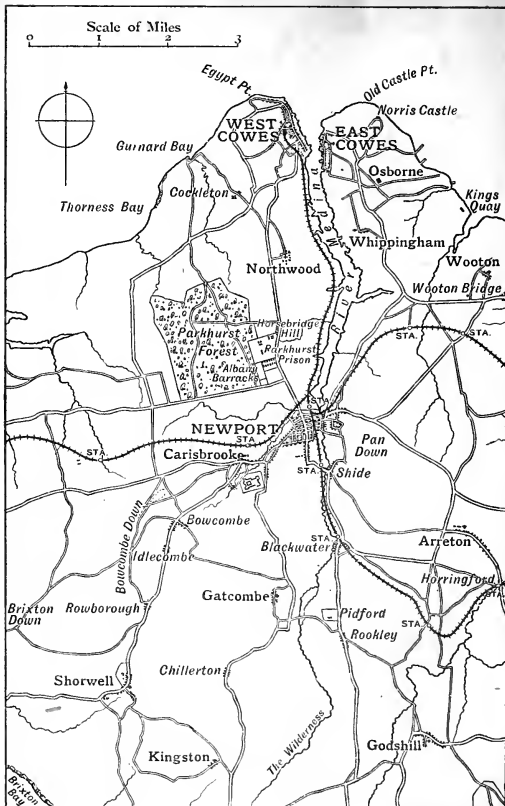 Scale of Miles
0 1 2 3
Egypt Pt.
Old Castle Pt.
Norris Castle
WEST
COWES
EAST
COWES
Gurnard Bay
Osborne
Cockleton
Kings
Quay
Thorness Bay
Medina River
Whippingham
Wooton
Northwood
Wooton Bridge
Parkhurst
Forest
Horsebridge
Hill
Parkhurst
Prison
Albany
Barracks
STA.
STA.
STA.
NEWPORT
STA.
STA.
Pan
Down
Carisbrooke
STA.
Shide
Bowcombe
Bowcombe Down
STA.
Blackwater
Arreton
Idlecombe
Horringford
STA.
Gatcombe
Brixton
Down
Rowborough
Pidford
STA.
Rookley
Shorwell
Chillerton
The Wilderness
Godshill
Kingston
Brixton
Bay